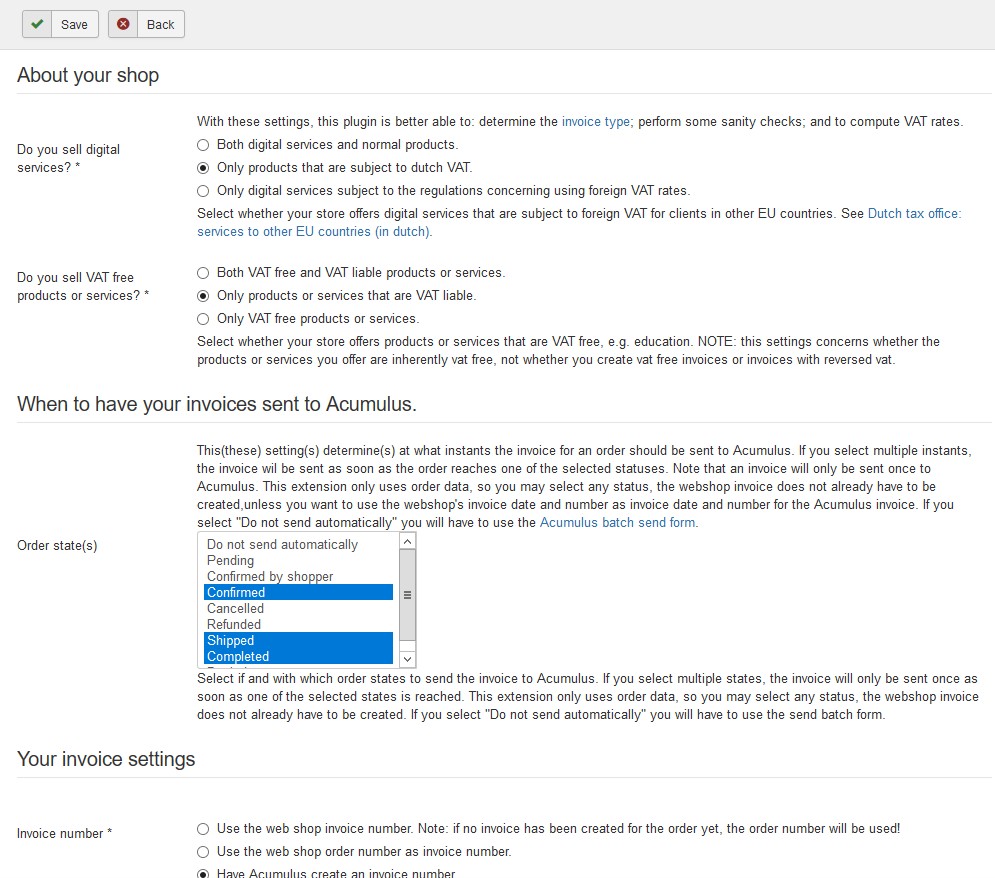 Save Back
About your shop
With these settings, this plugin is better able to: determine the invoice type; perform some sanity checks; and to compute VAT rates.
Do you sell digital
services? *
Both digital services and normal products.
Only products that are subject to dutch VAT.
Only digital services subject to the regulations concerning using foreign VAT rates.
Select whether your store offers digital services that are subject to foreign VAT for clients in other EU countries. See Dutch tax office:
services to other EU countries (in dutch).
Do you sell VAT free
products or services? *
Both VAT free and VAT liable products or services.
Only products or services that are VAT liable.
Only VAT free products or services.
Select whether your store offers products or services that are VAT free, e.g. education. NOTE: this settings concerns whether the
products or services you offer are inherently vat free, not whether you create vat free invoices or invoices with reversed vat.
When to have your invoices sent to Acumulus.
This(these) setting(s) determine(s) at what instants the invoice for an order should be sent to Acumulus. If you select multiple instants,
the invoice wil be sent as soon as the order reaches one of the selected statuses. Note that an invoice will only be sent once to
Acumulus. This extension only uses order data, so you may select any status, the webshop invoice does not already have to be
created,unless you want to use the webshop's invoice date and number as invoice date and number for the Acumulus invoice. If you
select "Do not send automatically" you will have to use the Acumulus batch send form.
Order state(s)
Do not send automatically
Pending
Confirmed by shopper
Confirmed
Cancelled
Refunded
Shipped
Completed
Select if and with which order states to send the invoice to Acumulus. If you select multiple states, the invoice will only be sent once as
soon as one of the selected states is reached. This extension only uses order data, so you may select any status, the webshop invoice
does not already have to be created. If you select "Do not send automatically" you will have to use the send batch form.
Your invoice settings
Invoice number *
Use the web shop invoice number. Note: if no invoice has been created for the order yet, the order number will be used!
Use the web shop order number as invoice number.
Have Acumulus create an invoice number